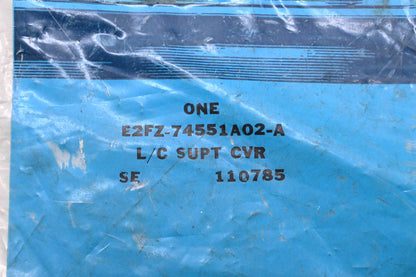 ONE
E2FZ-74551A02-A
L/C SUPT CVR
SE 110785